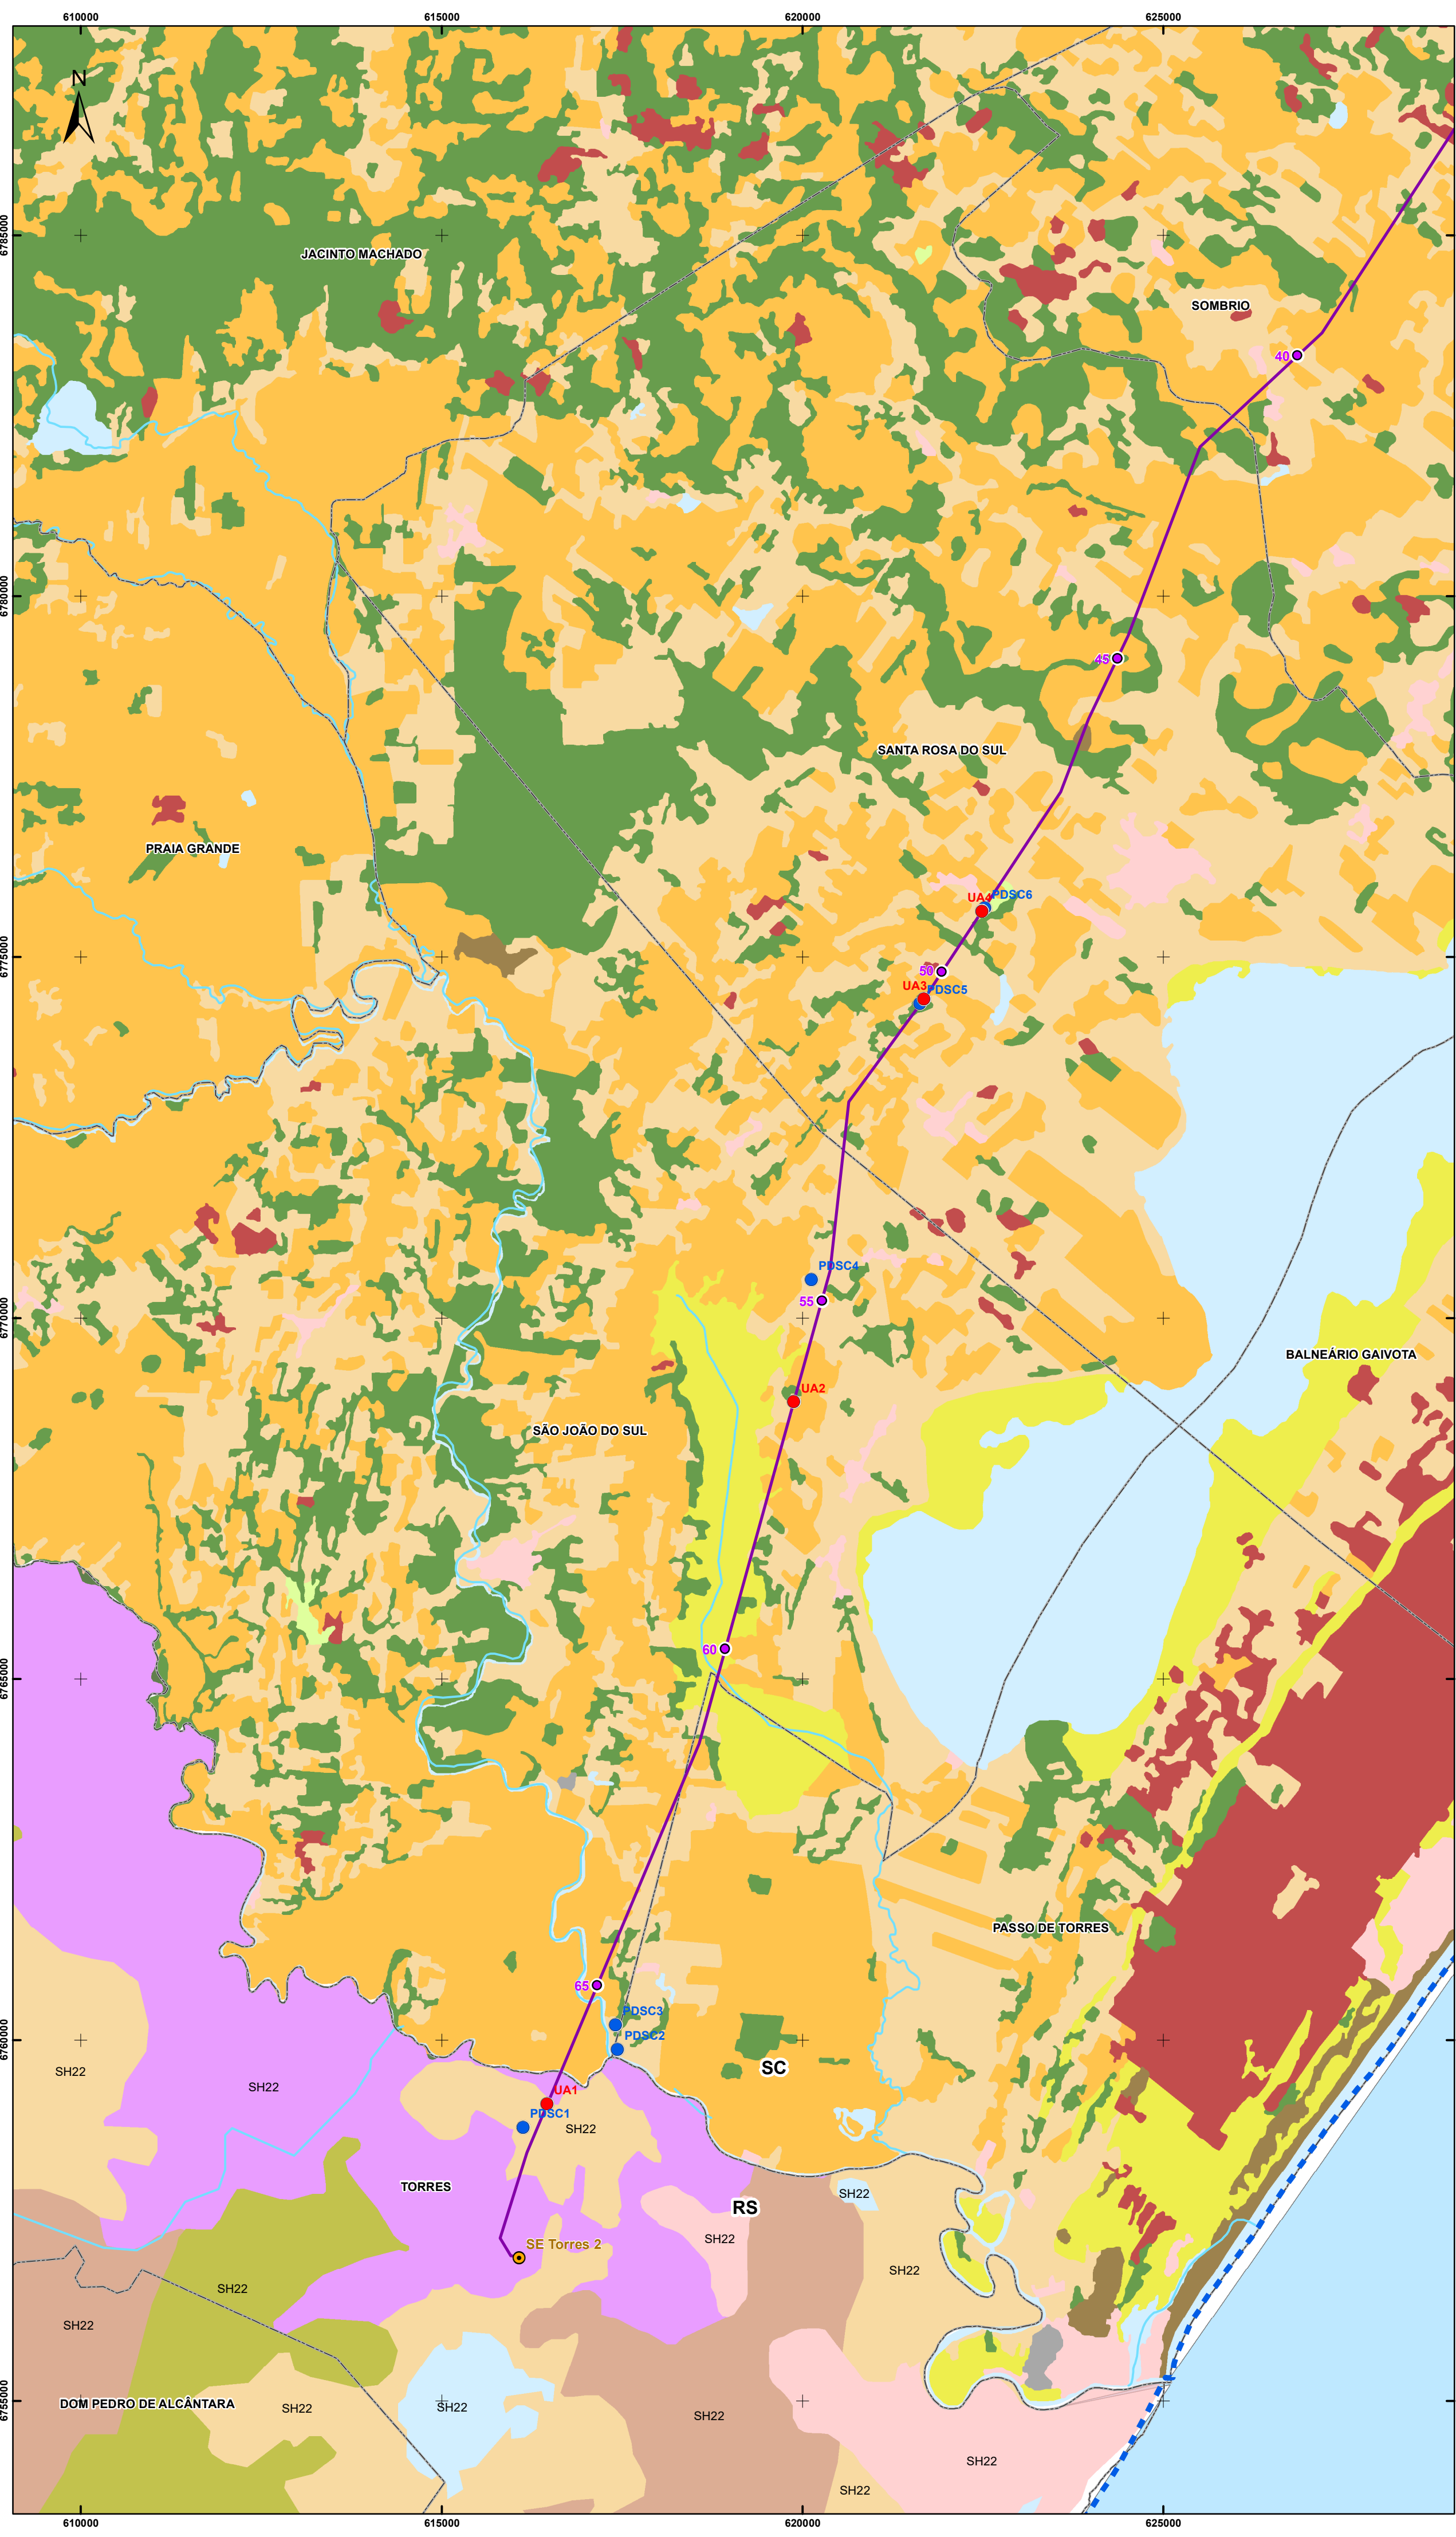 610000
615000
620000
625000
N
6785000
6785000
JACINTO MACHADO
SOMBRIO
40
6780000
45
SANTA ROSA DO SUL
PRAIA GRANDE
UA4
PDSC6
6775000
50
UA3
PDSC5
PDSC4
55
6770000
BALNEÁRIO GAIVOTA
UA2
SÃO JOÃO DO SUL
60
6765000
PASSO DE TORRES
65
PDSC3
PDSC2
6760000
SC
SH22
SH22
UA1
PDSC1
SH22
TORRES
SH22
RS
SH22
SE Torres 2
SH22
SH22
SH22
DOM PEDRO DE ALCÂNTARA
SH22
SH22
SH22
6755000
SH22
SH22
610000
615000
620000
625000